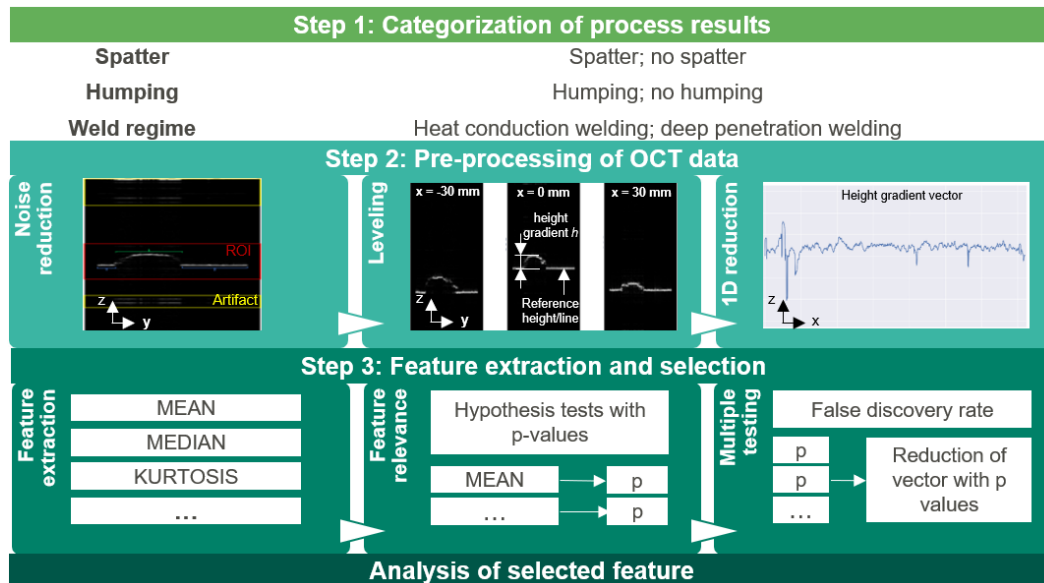 Step 1: Categorization of process results
Spatter
Spatter; no spatter
Humping
Humping; no humping
Weld regime
Heat conduction welding; deep penetration welding
Step 2: Pre-processing of OCT data
Noise
reduction
ROI
Artifact
z
y
Leveling
x = -30 mm
x = 0 mm
x = 30 mm
height
gradient h
Reference
height/line
z
y
1D reduction
Height gradient vector
z
x
Step 3: Feature extraction and selection
Feature
extraction
MEAN
MEDIAN
KURTOSIS
...
Feature
relevance
Hypothesis tests with
p-values
MEAN
p
...
p
Multiple
testing
False discovery rate
p
p
...
Reduction of
vector with p
values
Analysis of selected feature